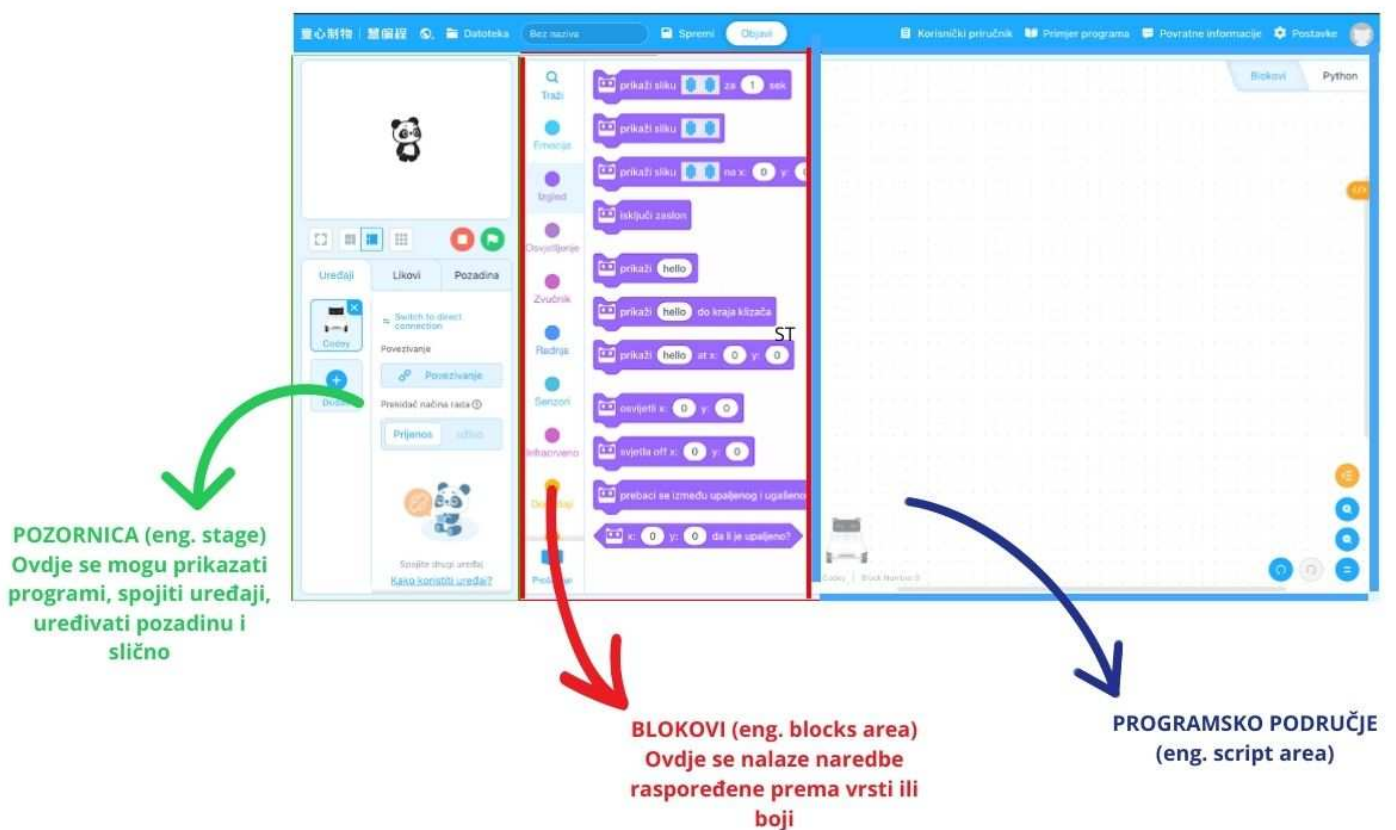 童心制物 | 慧编程 Datoteka Bez naziva Spremi Objavi Korisnički priručnik Primjer programa Povratne informacije Postavke
Blokovi Python
Traži
Emocije
Izgled
Osvjetljenje
Zvučnik
Radnja
Senzori
Infracrveno
Događaji
prikaži sliku za 1 sek
prikaži sliku
prikaži sliku na x: 0 y:
isključi zaslon
prikaži hello
prikaži hello do kraja klizača
ST
prikaži hello at x: 0 y: 0
osvijetli x: 0 y: 0
svjetla off x: 0 y: 0
prebaci se između upaljenog i ugašeno
x: 0 y: 0 da li je upaljeno?
Uređaji Likovi Pozadina
Codey
Switch to direct
connection
Povezivanje
Povezivanje
Prekidač načina rada
Prijenos
Spojite drugi uređaj
Kako koristiti uređaj?
Codey | Block Number:0
POZORNICA (eng. stage)
Ovdje se mogu prikazati
programi, spojiti uređaji,
uređivati pozadinu i
slično
BLOKOVI (eng. blocks area)
Ovdje se nalaze naredbe
raspoređene prema vrsti ili
boji
PROGRAMSKO PODRUČJE
(eng. script area)